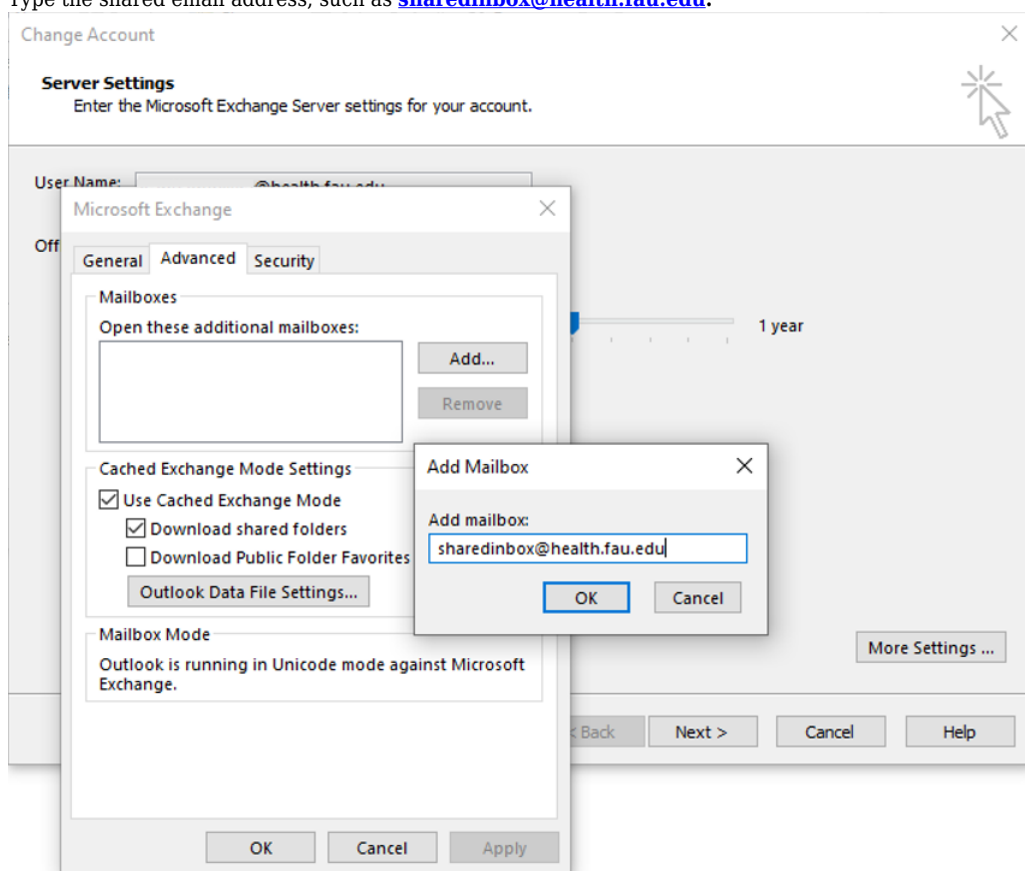 Type the shared email address, such as sharedinbox@health.fau.edu.
Change Account
Server Settings
Enter the Microsoft Exchange Server settings for your account.
User Name:
@health.fau.edu
Microsoft Exchange
Off
General Advanced Security
Mailboxes
Open these additional mailboxes:
1 year
Add...
Remove
Cached Exchange Mode Settings
Add Mailbox
Use Cached Exchange Mode
Add mailbox:
Download shared folders
sharedinbox@health.fau.edu
Download Public Folder Favorites
Outlook Data File Settings...
OK Cancel
Mailbox Mode
Outlook is running in Unicode mode against Microsoft
Exchange.
More Settings ...
< Back Next > Cancel Help
OK Cancel Apply